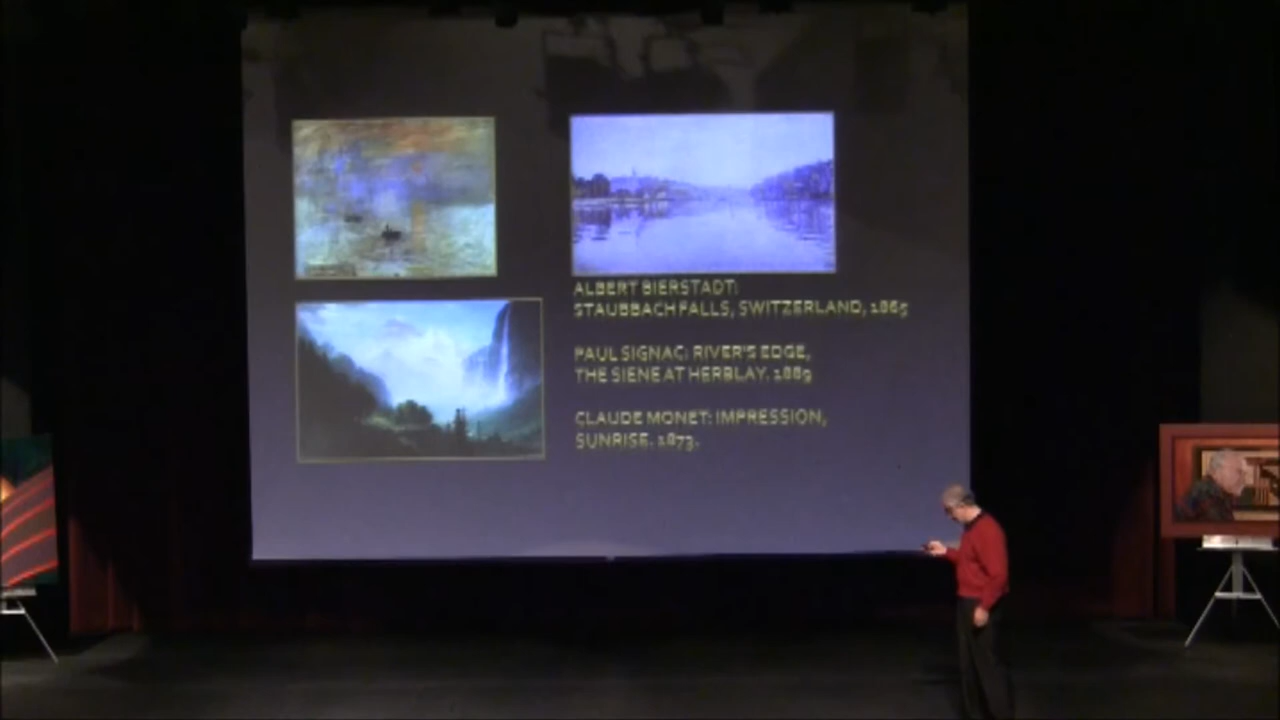 ALBERT BIERSTADT:
STAUBBACH FALLS, SWITZERLAND, 1865
PAUL SIGNAC: RIVER'S EDGE,
THE SIENE AT HERBLAY. 1889
CLAUDE MONET: IMPRESSION,
SUNRISE. 1873.